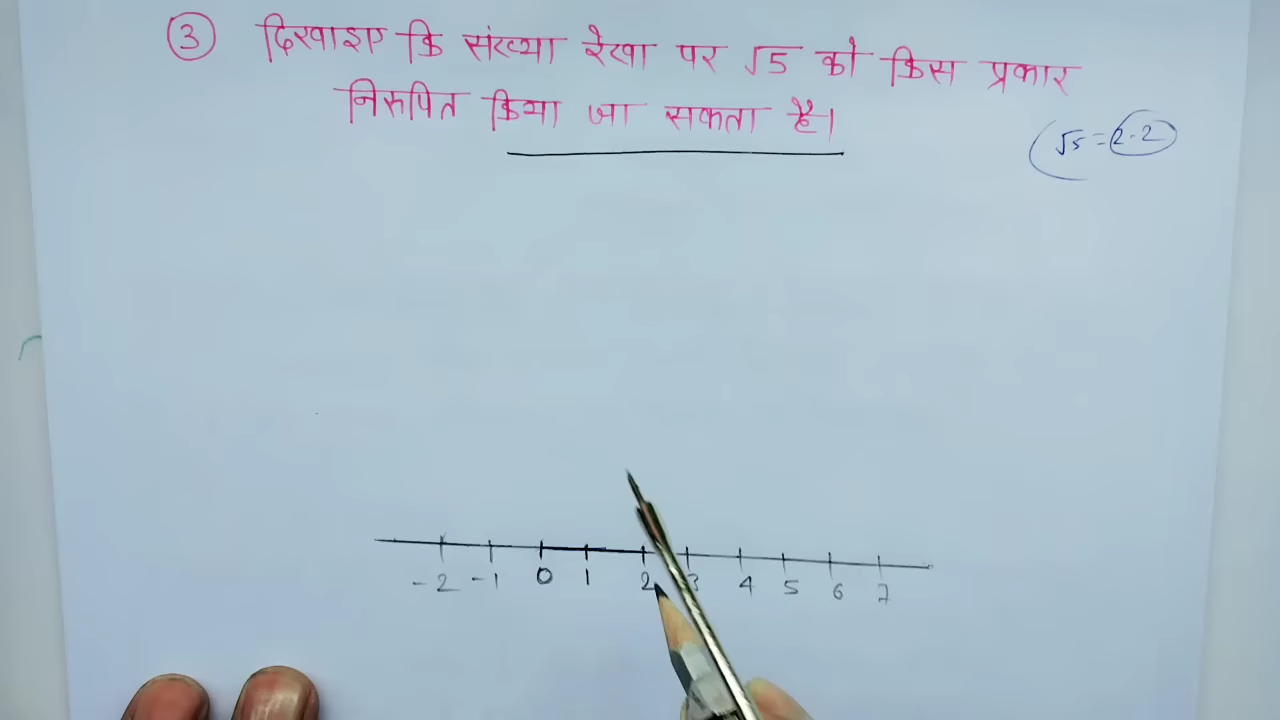 ③ दिखाइए कि संख्या रेखा पर √5 को किस प्रकार
निरुपित किया जा सकता है।
√5 = 2.2
-2 -1 0 1 2 3 4 5 6 7